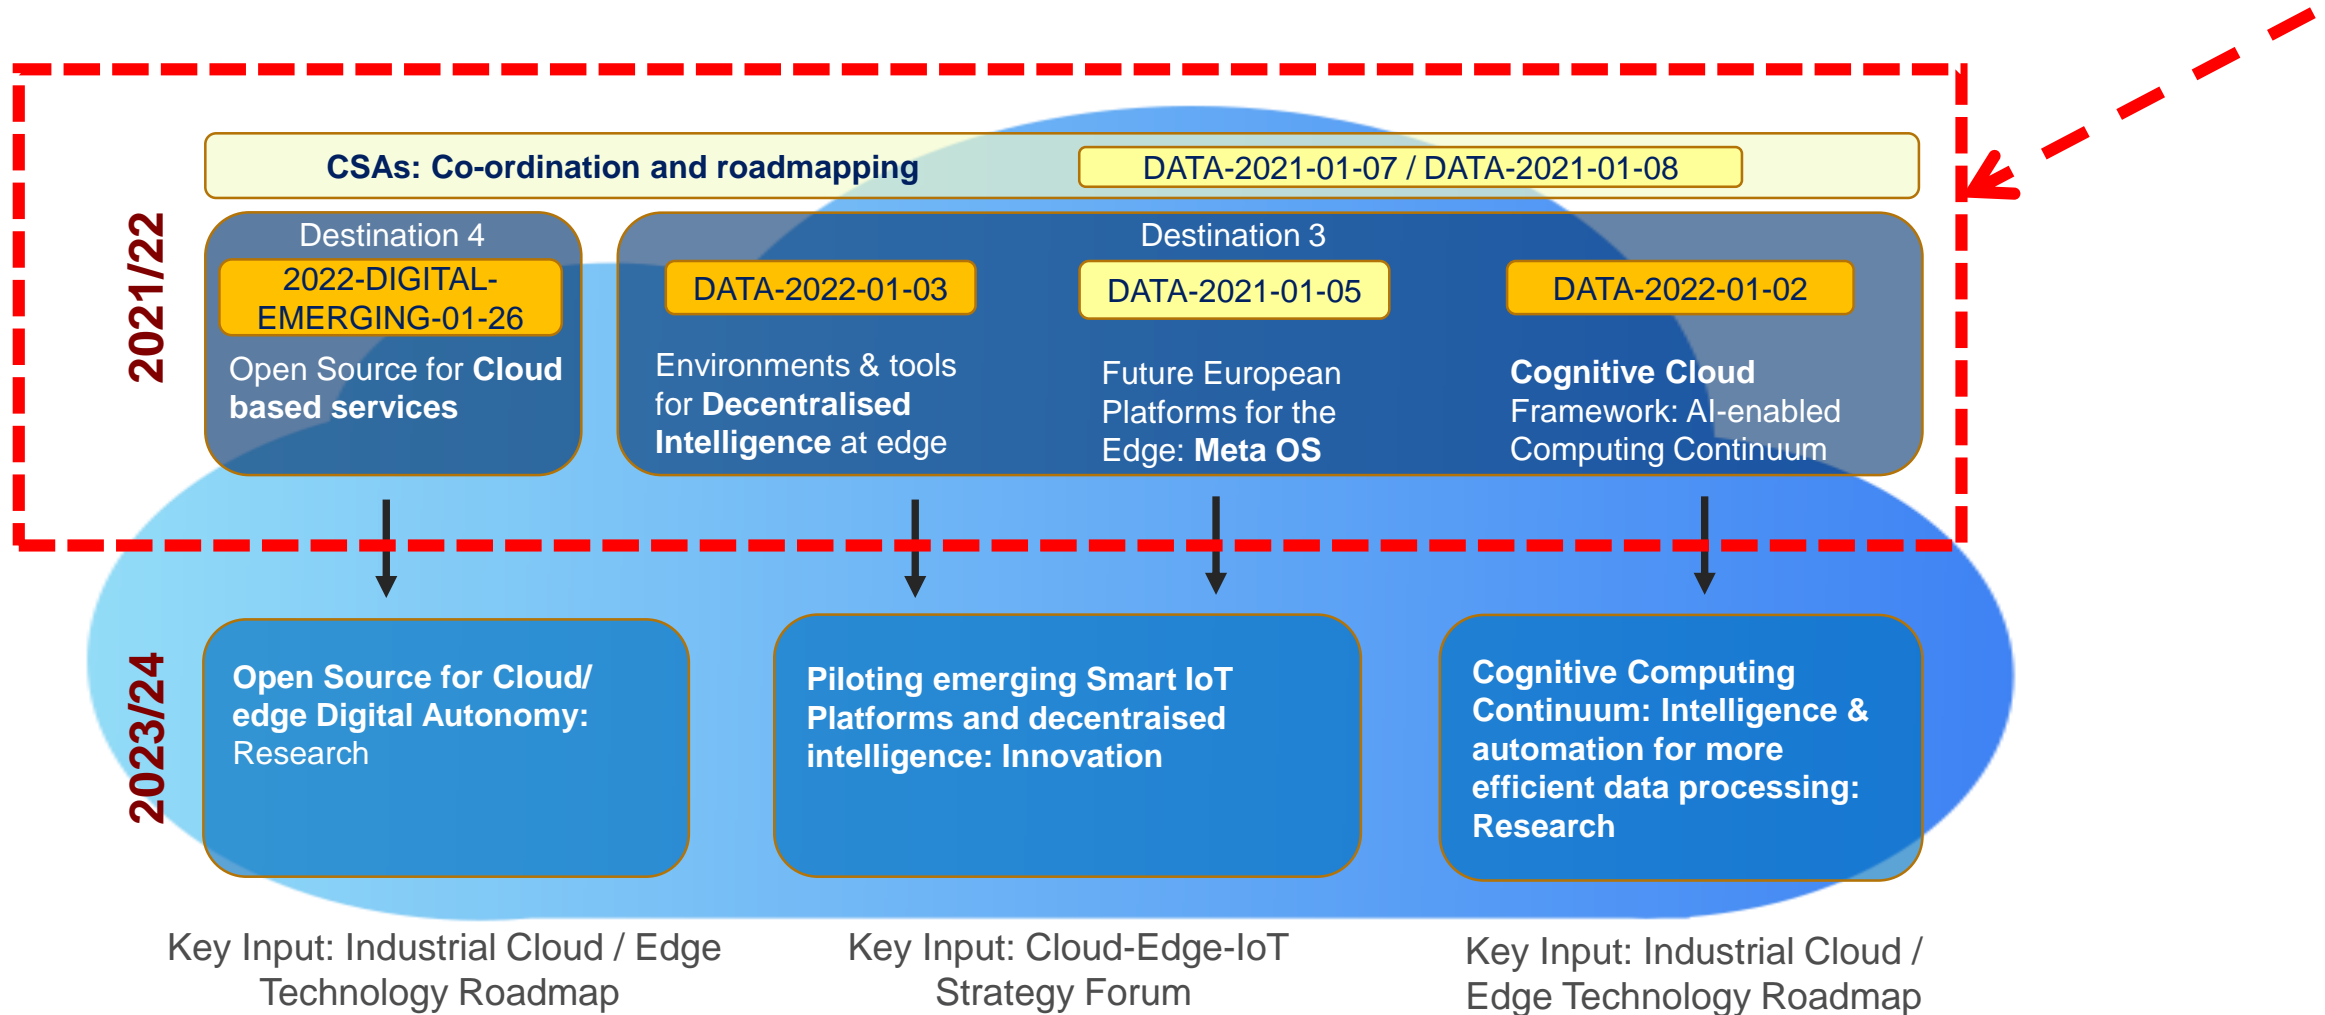 CSAs: Co-ordination and roadmapping
DATA-2021-01-07 / DATA-2021-01-08
2021/22
Destination 4
2022-DIGITAL-
EMERGING-01-26
Open Source for Cloud
based services
Destination 3
DATA-2022-01-03
Environments & tools
for Decentralised
Intelligence at edge
DATA-2021-01-05
Future European
Platforms for the
Edge: Meta OS
DATA-2022-01-02
Cognitive Cloud
Framework: AI-enabled
Computing Continuum
2023/24
Open Source for Cloud/
edge Digital Autonomy:
Research
Piloting emerging Smart IoT
Platforms and decentraised
intelligence: Innovation
Cognitive Computing
Continuum: Intelligence &
automation for more
efficient data processing:
Research
Key Input: Industrial Cloud / Edge
Technology Roadmap
Key Input: Cloud-Edge-IoT
Strategy Forum
Key Input: Industrial Cloud /
Edge Technology Roadmap